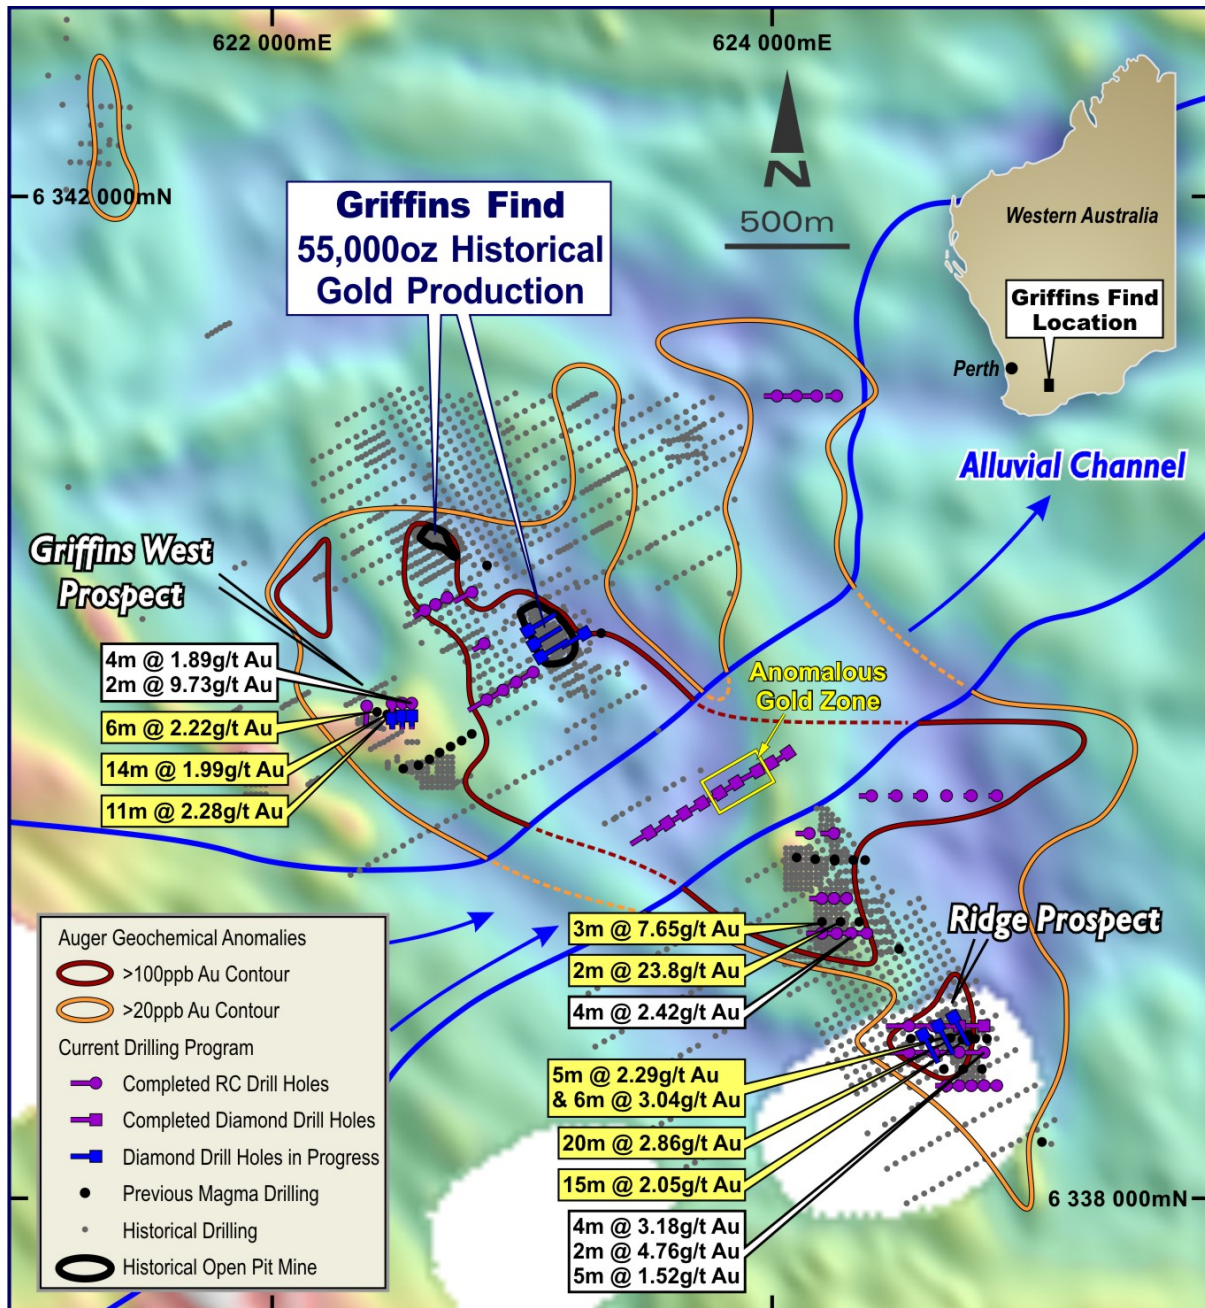 622 000mE
624 000mE
6 342 000mN
N
500m
Western Australia
Griffins Find
Location
Perth
Griffins Find
55,000oz Historical
Gold Production
Alluvial Channel
Griffins West
Prospect
4m @ 1.89g/t Au
2m @ 9.73g/t Au
6m @ 2.22g/t Au
14m @ 1.99g/t Au
11m @ 2.28g/t Au
Anomalous
Gold Zone
Ridge Prospect
3m @ 7.65g/t Au
2m @ 23.8g/t Au
4m @ 2.42g/t Au
5m @ 2.29g/t Au
& 6m @ 3.04g/t Au
20m @ 2.86g/t Au
15m @ 2.05g/t Au
4m @ 3.18g/t Au
2m @ 4.76g/t Au
5m @ 1.52g/t Au
6 338 000mN
Auger Geochemical Anomalies
>100ppb Au Contour
>20ppb Au Contour
Current Drilling Program
Completed RC Drill Holes
Completed Diamond Drill Holes
Diamond Drill Holes in Progress
Previous Magma Drilling
Historical Drilling
Historical Open Pit Mine